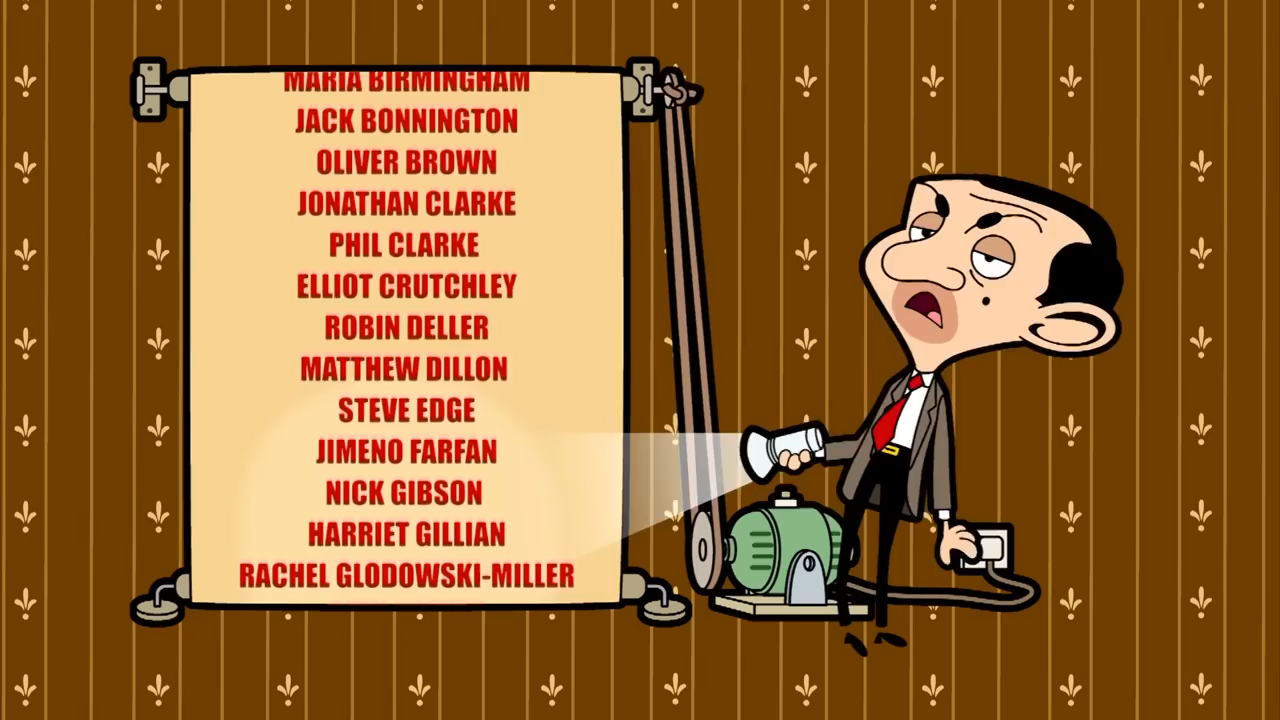 MARIA BIRMINGHAM
JACK BONNINGTON
OLIVER BROWN
JONATHAN CLARKE
PHIL CLARKE
ELLIOT CRUTCHLEY
ROBIN DELLER
MATTHEW DILLON
STEVE EDGE
JIMENO FARFAN
NICK GIBSON
HARRIET GILLIAN
RACHEL GLODOWSKI-MILLER